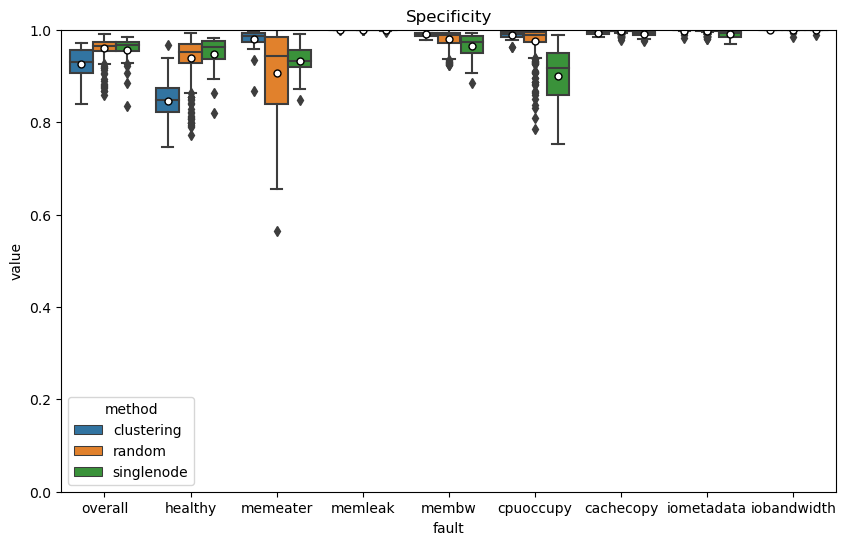 Specificity
1.0
0.8
0.6
0.4
0.2
0.0
value
method
clustering
random
singlenode
overall healthy memeater memleak membw cpuoccupy cachecopy iometadata iobandwidth
fault